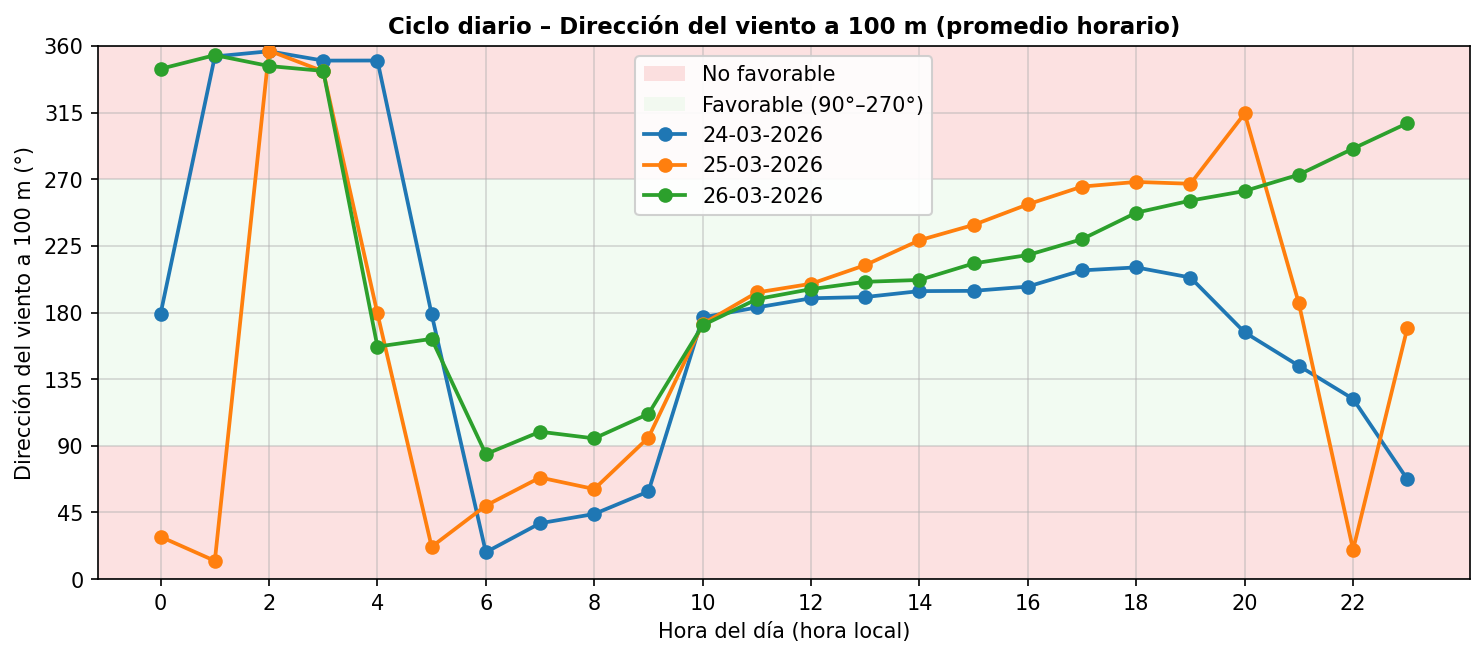 Ciclo diario – Dirección del viento a 100 m (promedio horario)
Dirección del viento a 100 m (°)
360
315
270
225
180
135
90
45
0
No favorable
Favorable (90°–270°)
24-03-2026
25-03-2026
26-03-2026
0 2 4 6 8 10 12 14 16 18 20 22
Hora del día (hora local)